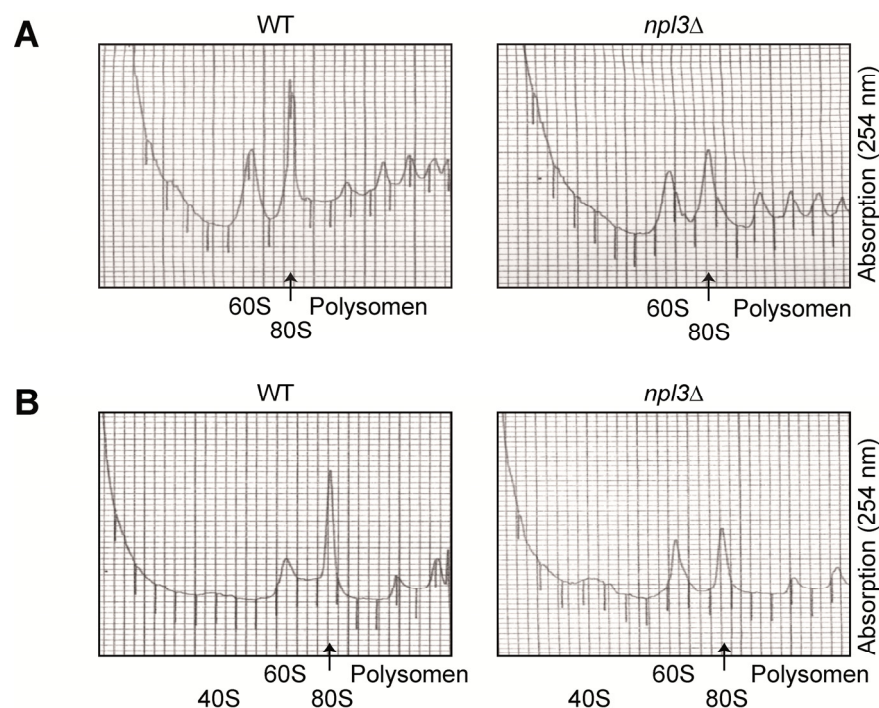 A
WT
npl3Δ
Absorption (254 nm)
60S Polysomen
80S
60S Polysomen
80S
B
WT
npl3Δ
Absorption (254 nm)
60S Polysomen
40S 80S
60S Polysomen
40S 80S